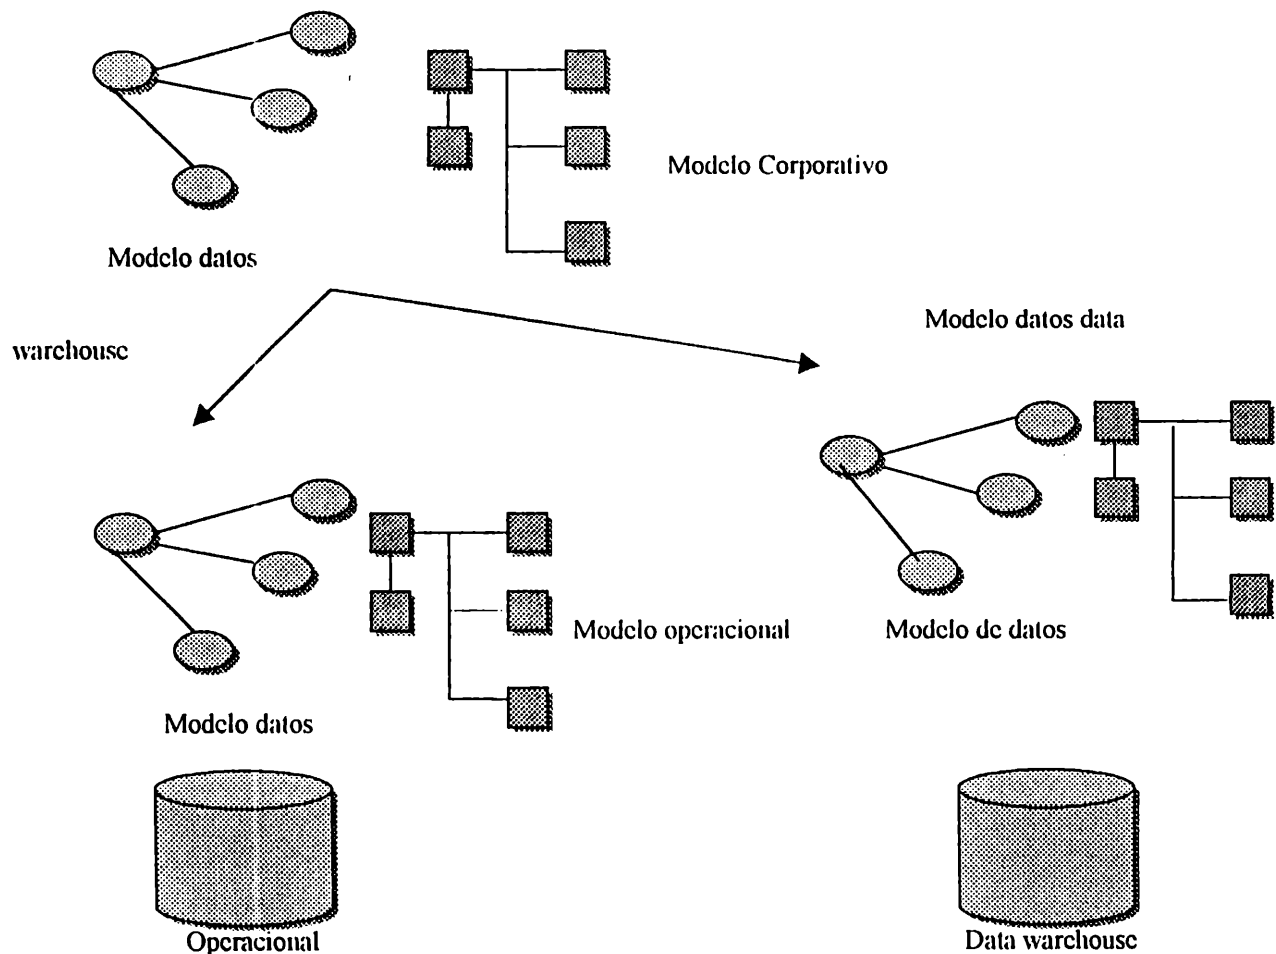 Modelo Corporativo
Modelo datos
Modelo datos data
warehouse
Modelo operacional
Modelo de datos
Modelo datos
Operacional
Data warehouse